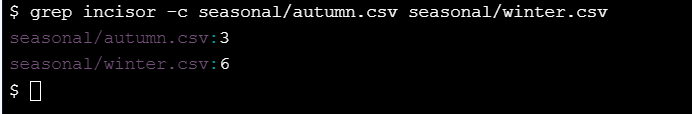 $ grep incisor -c seasonal/autumn.csv seasonal/winter.csv
seasonal/autumn.csv:3
seasonal/winter.csv:6
$